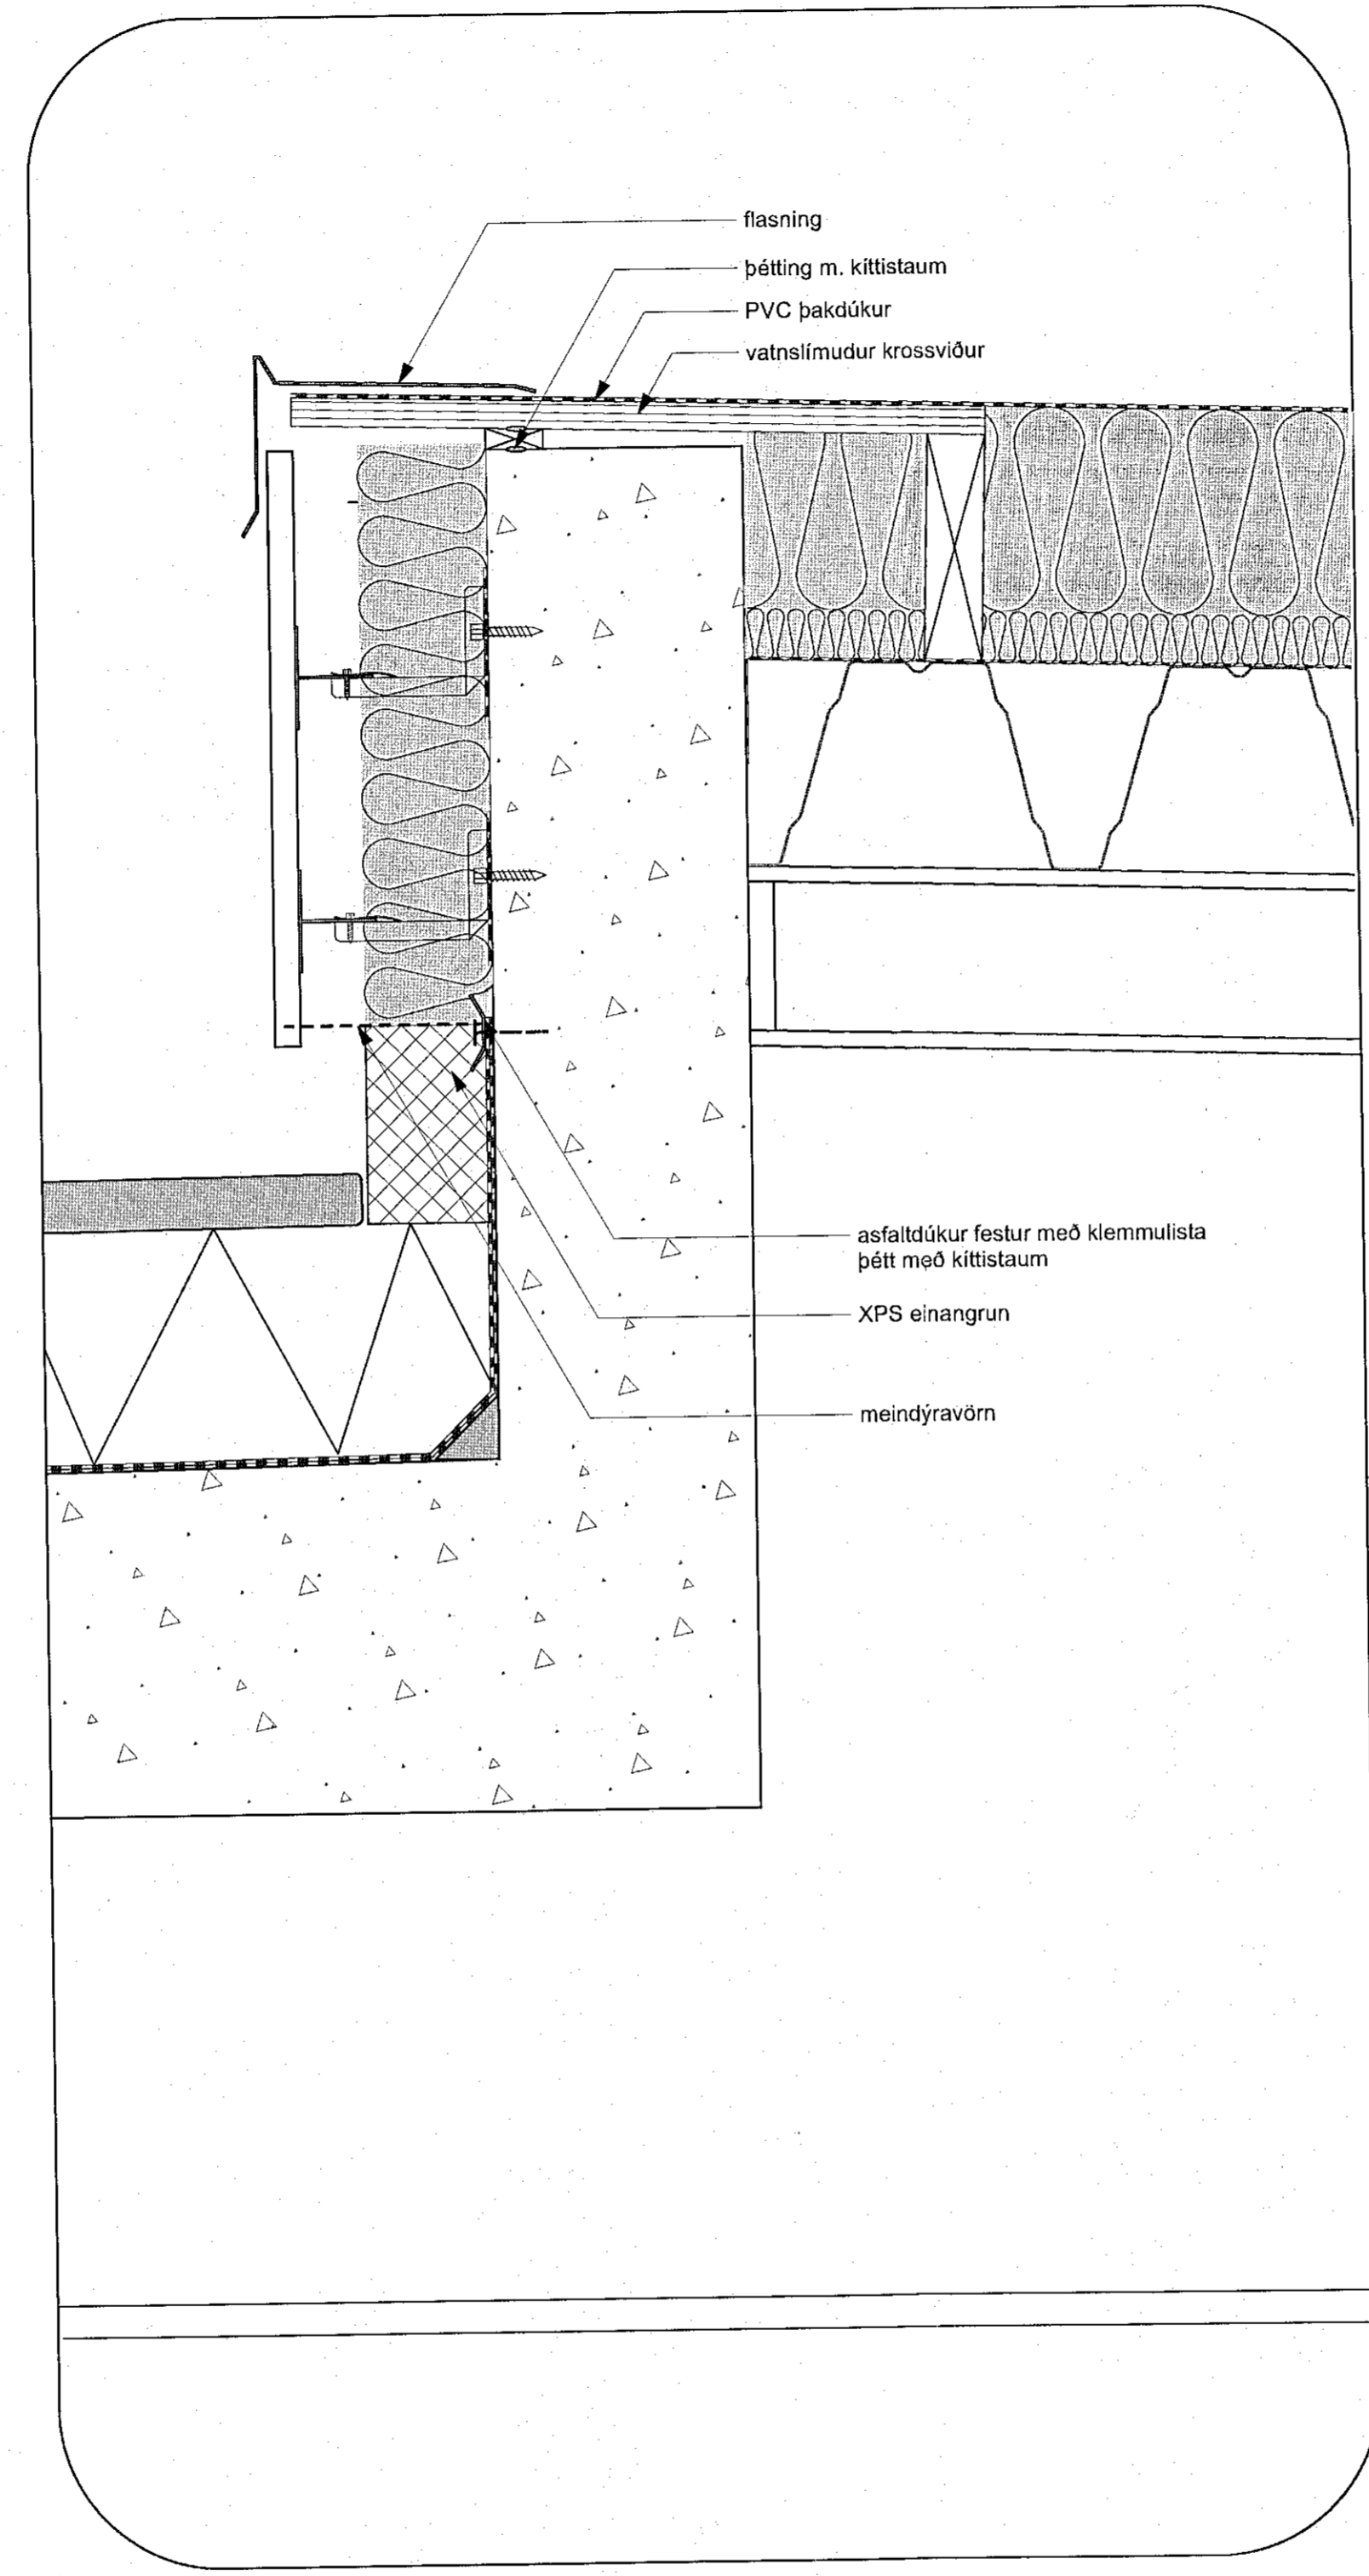 flasning
þétting m. kíttistaum
PVC þakdúkur
vatnslímudur krossviður
asfaltdúkur festur með klemmulista
þétt með kíttistaum
XPS einangrun
meindýravörn